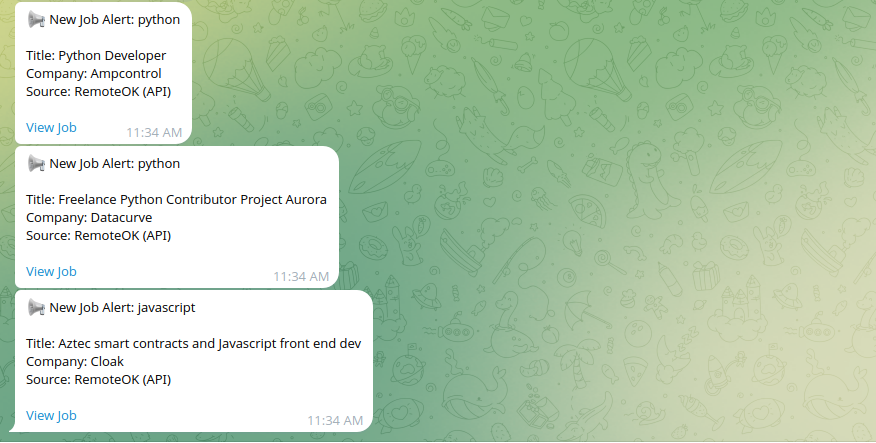 New Job Alert: python
Title: Python Developer
Company: Ampcontrol
Source: RemoteOK (API)
View Job
11:34 AM
New Job Alert: python
Title: Freelance Python Contributor Project Aurora
Company: Datacurve
Source: RemoteOK (API)
View Job
11:34 AM
New Job Alert: javascript
Title: Aztec smart contracts and Javascript front end dev
Company: Cloak
Source: RemoteOK (API)
View Job
11:34 AM